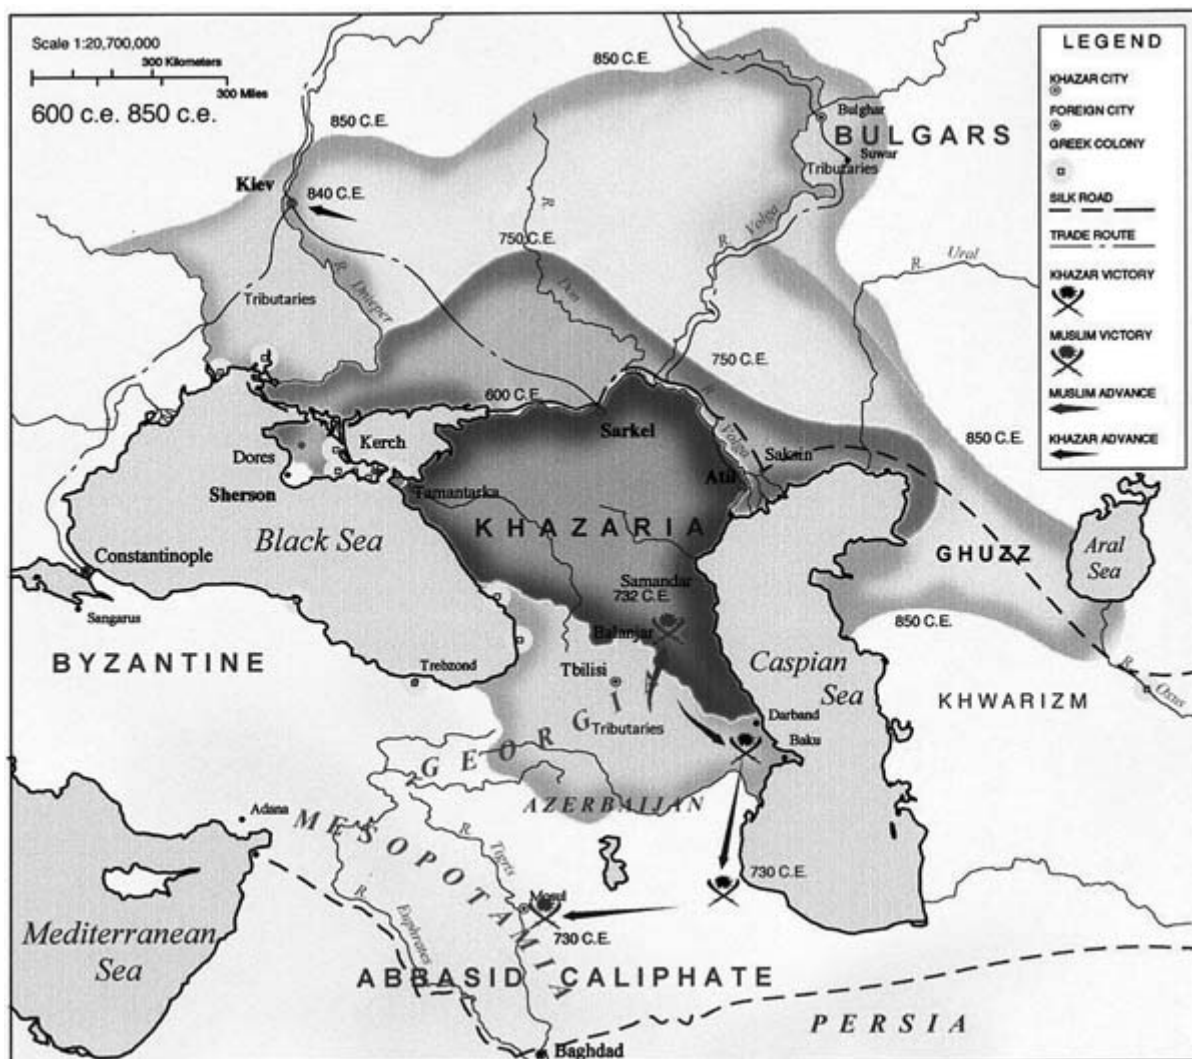 Scale 1:20,700,000
300 Kilometers
300 Miles
600 c.e. 850 c.e.
LEGEND
KHAZAR CITY
FOREIGN CITY
GREEK COLONY
SILK ROAD
TRADE ROUTE
KHAZAR VICTORY
MUSLIM VICTORY
MUSLIM ADVANCE
KHAZAR ADVANCE
850 C.E.
850 C.E.
Bulghar
BULGARS
Suwar
Tributaries
Kiev
840 C.E.
R. Volga
R. Don
750 C.E.
R. Ural
Tributaries
R. Dnieper
750 C.E.
600 C.E.
850 C.E.
Kerch
Dores
Sherson
Sarkel
Volga
Saksin
Atil
Tamantarka
KHAZARIA
Black Sea
GHUZZ
Aral Sea
Constantinople
Samandar
732 C.E.
Sangarus
Balanjar
850 C.E.
BYZANTINE
Trebzond
Tbilisi
Caspian Sea
R. Oxus
KHWARIZM
Tributaries
Darband
Baku
GEORG
AZERBAIJAN
Adana
MESOPOTAMIA
R. Tigris
730 C.E.
Mosul
730 C.E.
R. Euphrates
Mediterranean Sea
ABBASID CALIPHATE
PERSIA
Baghdad